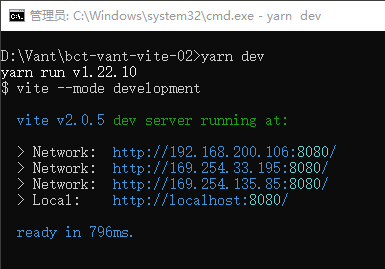 管理员: C:\Windows\system32\cmd.exe - yarn  dev
D:\Vant\bct-vant-vite-02>yarn dev
yarn run v1.22.10
$ vite --mode development
vite v2.0.5 dev server running at:
> Network:  http://192.168.200.106:8080/
> Network:  http://169.254.33.195:8080/
> Network:  http://169.254.135.85:8080/
> Local:    http://localhost:8080/
ready in 796ms.